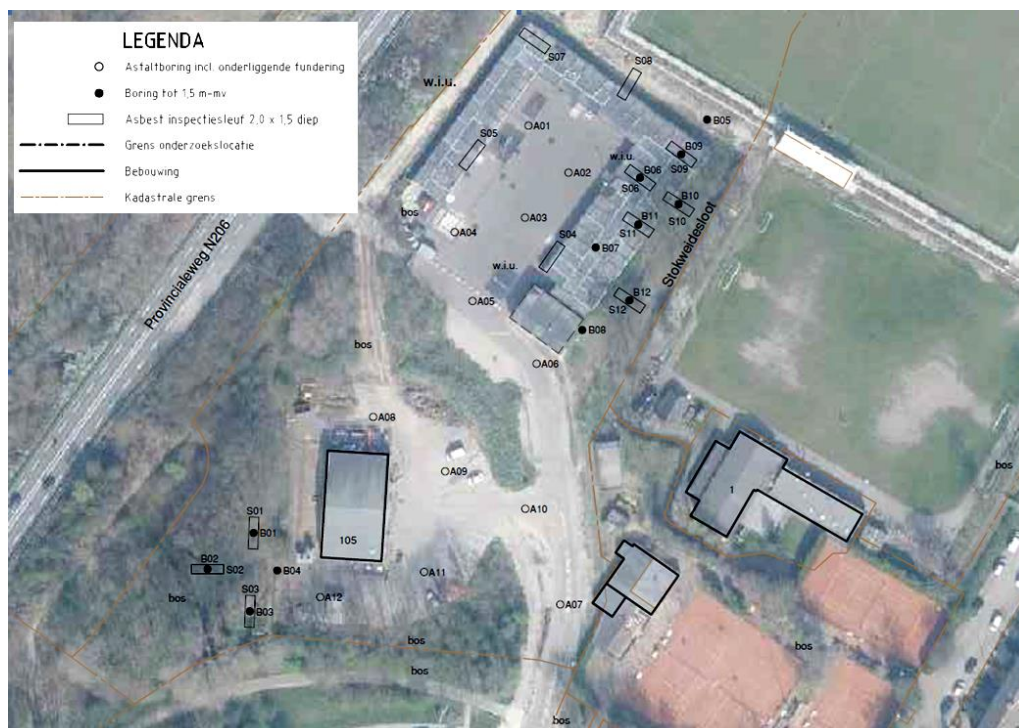 LEGENDA
Asfaltboring incl. onderliggende fundering
Boring tot 1,5 m-mv
Asbest inspectiesleuf 2,0 x 1,5 diep
Grens onderzoekslocatie
Bebouwing
Kadastrale grens
S07
S08
w.i.u.
B05
A01
S05
B09
w.i.u.
S09
A02
B06
S06
B10
S10
bos
A03
B11
S11
A04
S04
B07
Stokweidesloot
Provincialeweg N206
w.i.u.
A05
B12
S12
B08
bos
A06
A08
A09
bos
1
S01
A10
B01
105
B02
S02
B04
A11
S03
bos
B03
A12
A07
bos
bos
bos
bos